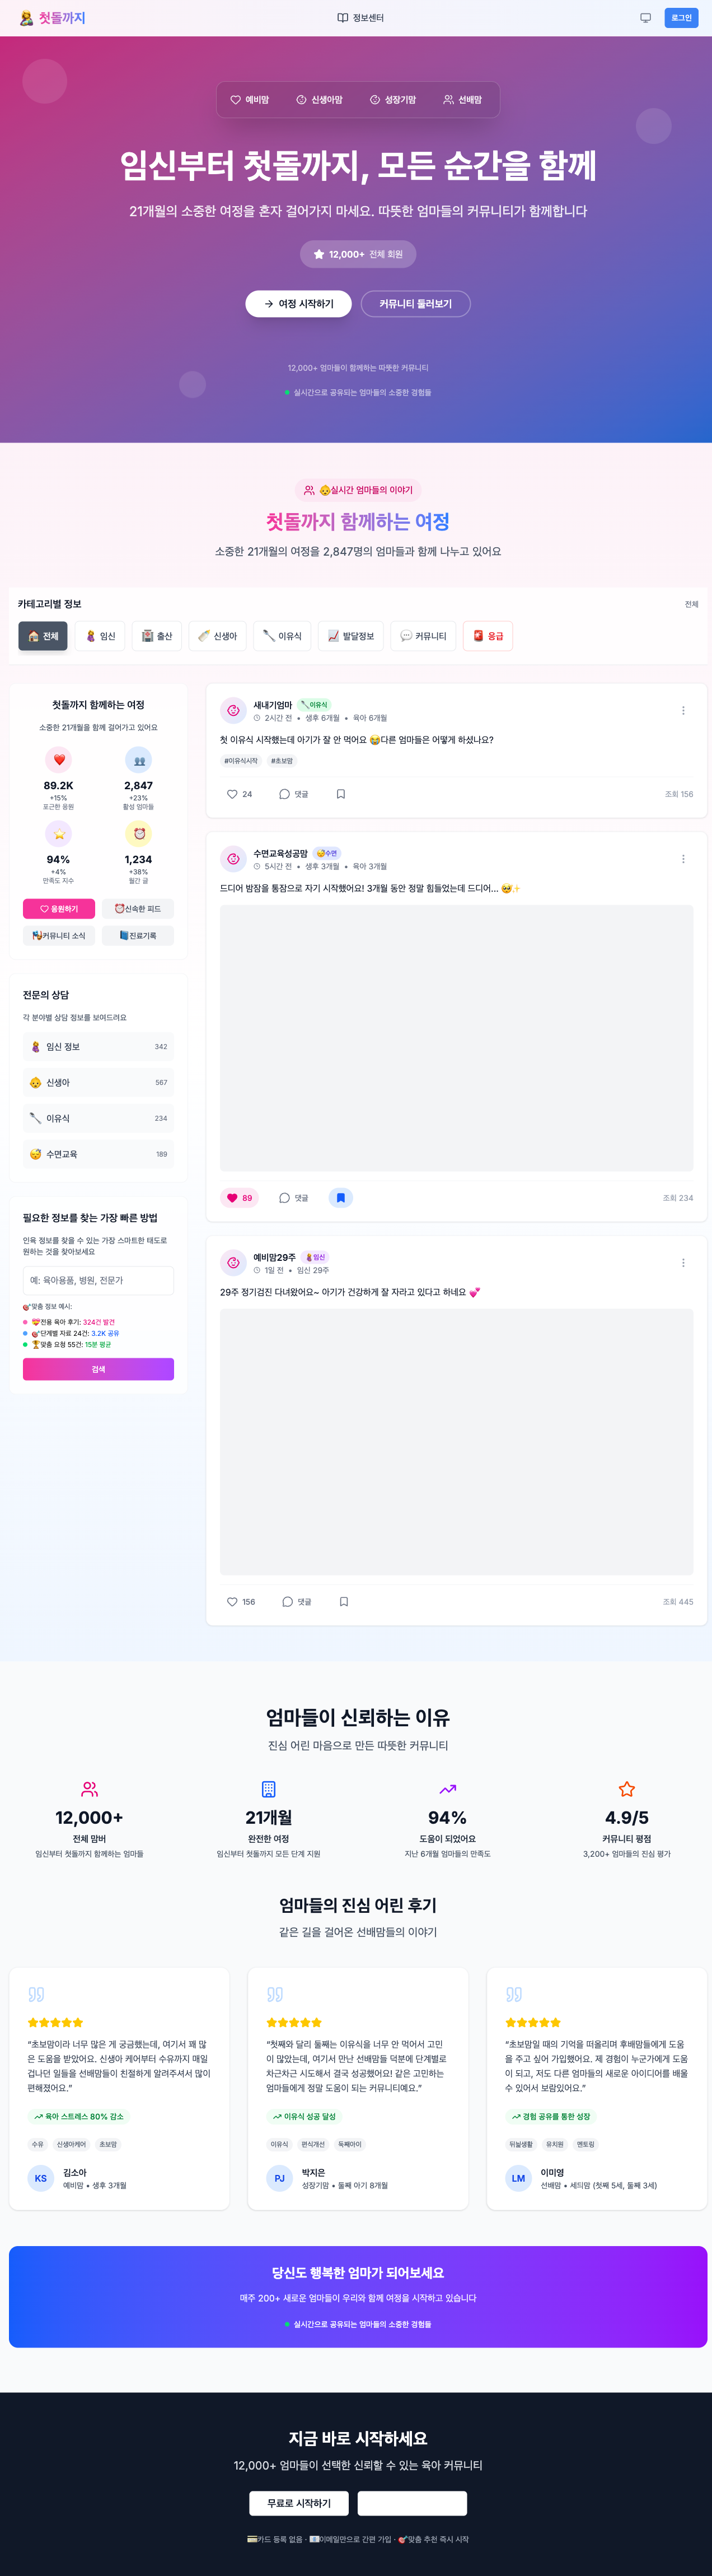 첫돌까지
정보센터
로그인
예비맘
신생아맘
성장기맘
선배맘
임신부터 첫돌까지, 모든 순간을 함께
21개월의 소중한 여정을 혼자 걸어가지 마세요. 따뜻한 엄마들의 커뮤니티가 함께합니다
12,000+ 전체 회원
여정 시작하기
커뮤니티 둘러보기
12,000+ 엄마들이 함께하는 따뜻한 커뮤니티
실시간으로 공유되는 엄마들의 소중한 경험들
👶실시간 엄마들의 이야기
첫돌까지 함께하는 여정
소중한 21개월의 여정을 2,847명의 엄마들과 함께 나누고 있어요
카테고리별 정보
전체
🏠 전체
🤱 임신
🏥 출산
🍼 신생아
🥄 이유식
📈 발달정보
💬 커뮤니티
🚨 응급
첫돌까지 함께하는 여정
소중한 21개월을 함께 걸어가고 있어요
89.2K
+15%
포근한 응원
2,847
+23%
활성 엄마들
94%
+4%
만족도 지수
1,234
+38%
월간 글
응원하기
⏰신속한 피드
커뮤니티 소식
📘진료기록
전문의 상담
각 분야별 상담 정보를 보여드려요
임신 정보
342
신생아
567
이유식
234
수면교육
189
필요한 정보를 찾는 가장 빠른 방법
인육 정보를 찾을 수 있는 가장 스마트한 태도로
원하는 것을 찾아보세요
예: 육아용품, 병원, 전문가
🎯맞춤 정보 예시:
💝전용 육아 후기: 324건 발견
🎯단계별 자료 24건: 3.2K 공유
🏆맞춤 요청 55건: 15분 평균
검색
새내기엄마
🥄이유식
2시간 전 • 생후 6개월 • 육아 6개월
첫 이유식 시작했는데 아기가 잘 안 먹어요 😭다른 엄마들은 어떻게 하셨나요?
#이유식시작
#초보맘
24
댓글
조회 156
수면교육성공맘
😴수면
5시간 전 • 생후 3개월 • 육아 3개월
드디어 밤잠을 통잠으로 자기 시작했어요! 3개월 동안 정말 힘들었는데 드디어... 🥹✨
89
댓글
조회 234
예비맘29주
🤱임신
1일 전 • 임신 29주
29주 정기검진 다녀왔어요~ 아기가 건강하게 잘 자라고 있다고 하네요 💕
156
댓글
조회 445
엄마들이 신뢰하는 이유
진심 어린 마음으로 만든 따뜻한 커뮤니티
12,000+
전체 맘버
임신부터 첫돌까지 함께하는 엄마들
21개월
완전한 여정
임신부터 첫돌까지 모든 단계 지원
94%
도움이 되었어요
지난 6개월 엄마들의 만족도
4.9/5
커뮤니티 평점
3,200+ 엄마들의 진심 평가
엄마들의 진심 어린 후기
같은 길을 걸어온 선배맘들의 이야기
“초보맘이라 너무 많은 게 궁금했는데, 여기서 꽤 많
은 도움을 받았어요. 신생아 케어부터 수유까지 매일
겁나던 일들을 선배맘들이 친절하게 알려주셔서 많이
편해졌어요.”
육아 스트레스 80% 감소
수유
신생아케어
초보맘
KS
김소아
예비맘 • 생후 3개월
“첫째와 달리 둘째는 이유식을 너무 안 먹어서 고민
이 많았는데, 여기서 만난 선배맘들 덕분에 단계별로
차근차근 시도해서 결국 성공했어요! 같은 고민하는
엄마들에게 정말 도움이 되는 커뮤니티예요.”
이유식 성공 달성
이유식
편식개선
둑째아이
PJ
박지은
성장기맘 • 둘째 아기 8개월
“초보맘일 때의 기억을 떠올리며 후배맘들에게 도움
을 주고 싶어 가입했어요. 제 경험이 누군가에게 도움
이 되고, 저도 다른 엄마들의 새로운 아이디어를 배울
수 있어서 보람있어요.”
경험 공유를 통한 성장
유치원
멘토링
LM
이미영
선배맘 • 세티맘 (첫째 5세, 둘째 3세)
당신도 행복한 엄마가 되어보세요
매주 200+ 새로운 엄마들이 우리와 함께 여정을 시작하고 있습니다
실시간으로 공유되는 엄마들의 소중한 경험들
지금 바로 시작하세요
12,000+ 엄마들이 선택한 신뢰할 수 있는 육아 커뮤니티
무료로 시작하기
💳카드 등록 없음 · 📧이메일만으로 간편 가입 · 🎯맞춤 추천 즉시 시작